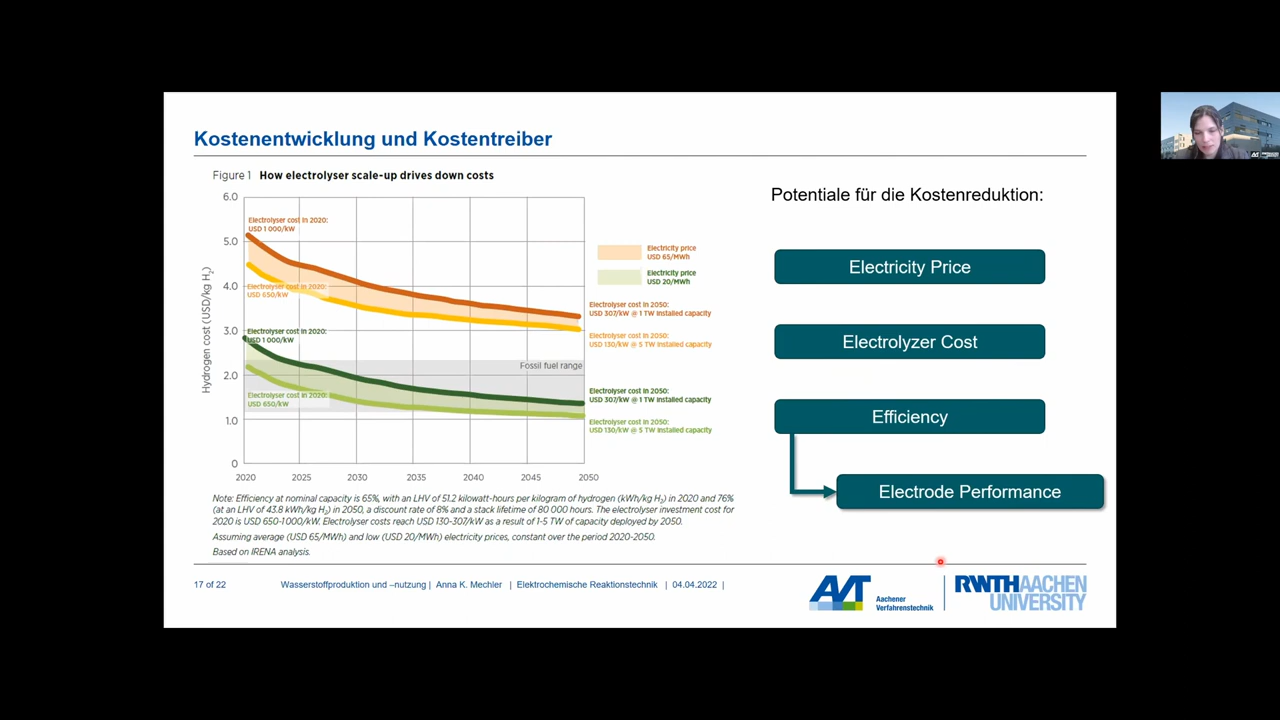 Kostenentwicklung und Kostentreiber
Figure 1 How electrolyser scale-up drives down costs
Hydrogen cost (USD/kg H2)
6.0
5.0
4.0
3.0
2.0
1.0
0
Electrolyser cost in 2020:
USD 1 000/kW
Electrolyser cost in 2020:
USD 650/kW
Electrolyser cost in 2020:
USD 1 000/kW
Electrolyser cost in 2020:
USD 650/kW
Fossil fuel range
2020
2025
2030
2035
2040
2045
2050
Electricity price
USD 65/MWh
Electricity price
USD 20/MWh
Electrolyser cost in 2050:
USD 307/kW @ 1 TW installed capacity
Electrolyser cost in 2050:
USD 130/kW @ 5 TW installed capacity
Electrolyser cost in 2050:
USD 307/kW @ 1 TW installed capacity
Electrolyser cost in 2050:
USD 130/kW @ 5 TW installed capacity
Note: Efficiency at nominal capacity is 65%, with an LHV of 51.2 kilowatt-hours per kilogram of hydrogen (kWh/kg H2) in 2020 and 76%
(at an LHV of 43.8 kWh/kg H2) in 2050, a discount rate of 8% and a stack lifetime of 80 000 hours. The electrolyser investment cost for
2020 is USD 650-1000/kW. Electrolyser costs reach USD 130-307/kW as a result of 1-5 TW of capacity deployed by 2050.
Assuming average (USD 65/MWh) and low (USD 20/MWh) electricity prices, constant over the period 2020-2050.
Based on IRENA analysis.
Potentiale für die Kostenreduktion:
Electricity Price
Electrolyzer Cost
Efficiency
Electrode Performance
17 of 22
Wasserstoffproduktion und –nutzung | Anna K. Mechler | Elektrochemische Reaktionstechnik | 04.04.2022 |
AVT
Aachener
Verfahrenstechnik
RWTHAACHEN
UNIVERSITY